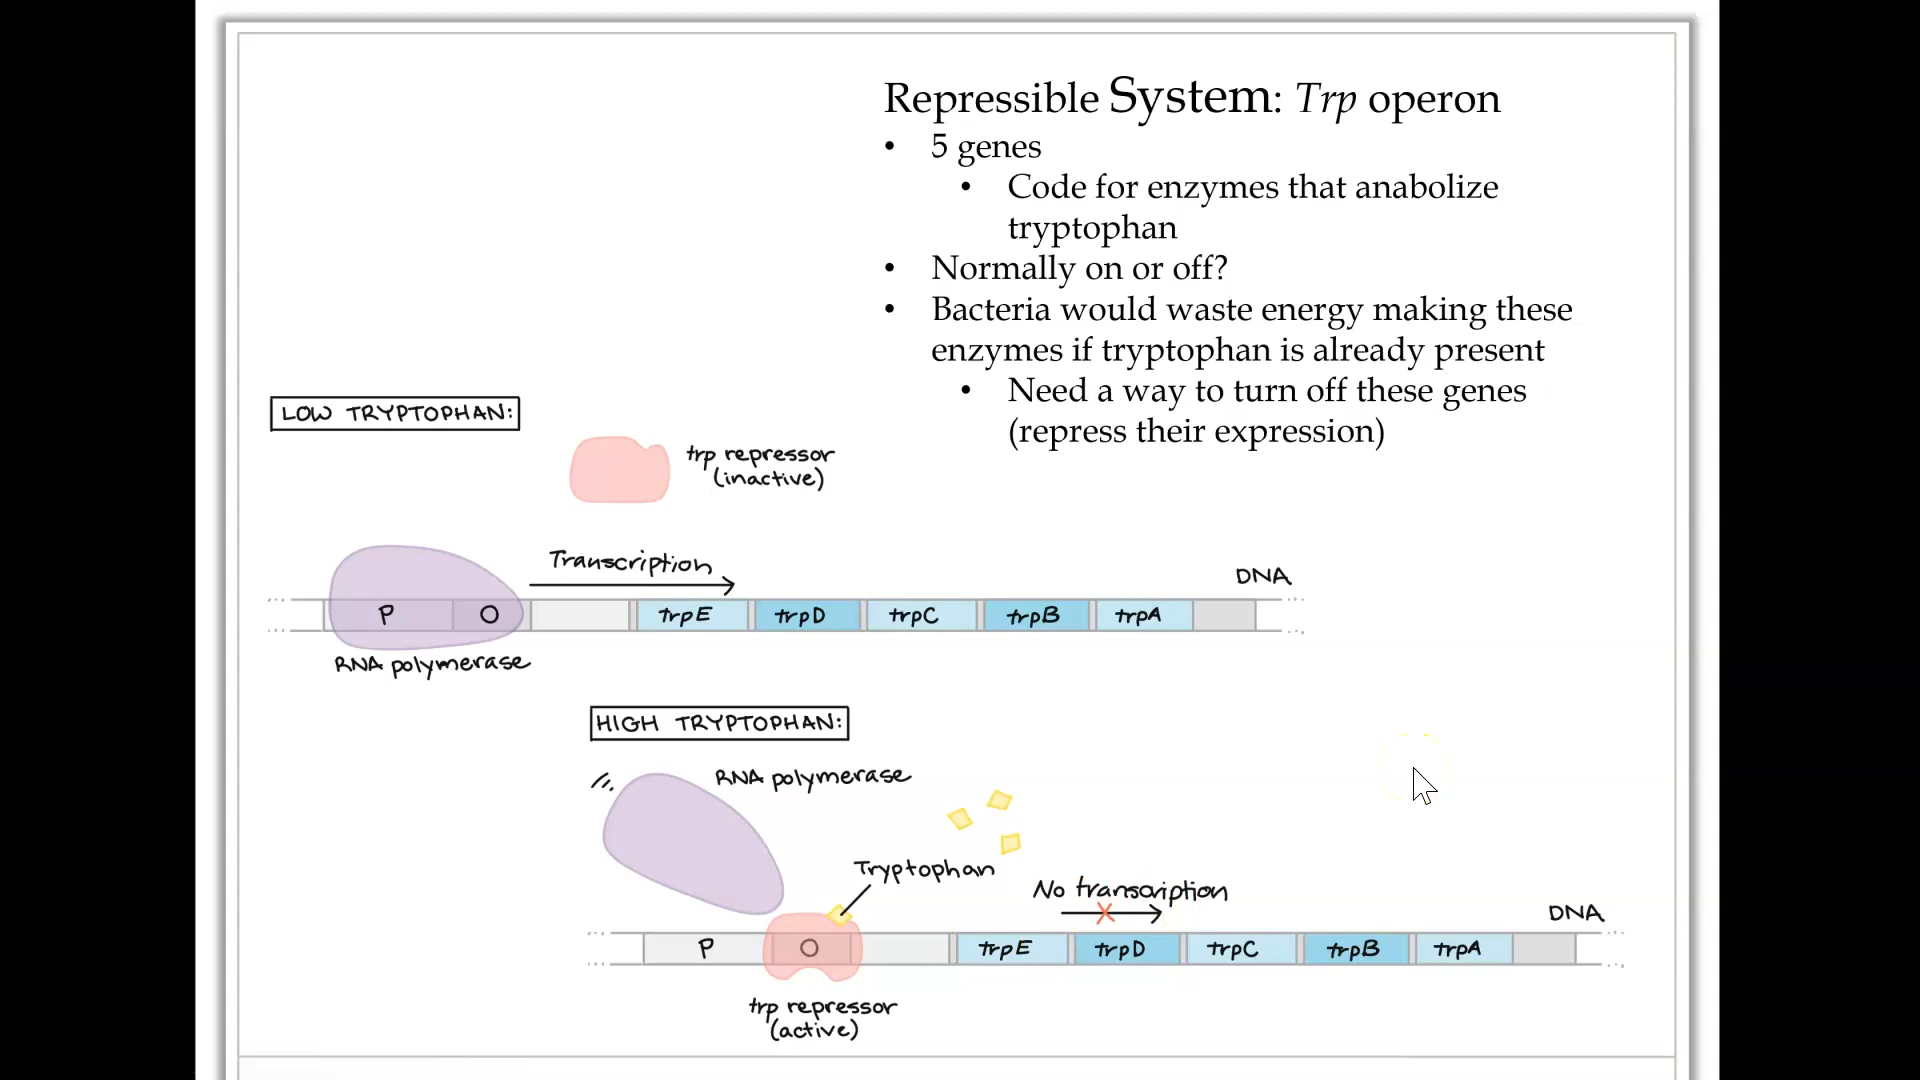 Repressible System: Trp operon
• 5 genes
• Code for enzymes that anabolize
tryptophan
• Normally on or off?
• Bacteria would waste energy making these
enzymes if tryptophan is already present
• Need a way to turn off these genes
(repress their expression)
LOW TRYPTOPHAN:
trp repressor
(inactive)
Transcription
DNA
P O trpE trpD trpC trpB trpA
RNA polymerase
HIGH TRYPTOPHAN:
RNA polymerase
Tryptophan
No transcription
DNA
P O trpE trpD trpC trpB trpA
trp repressor
(active)